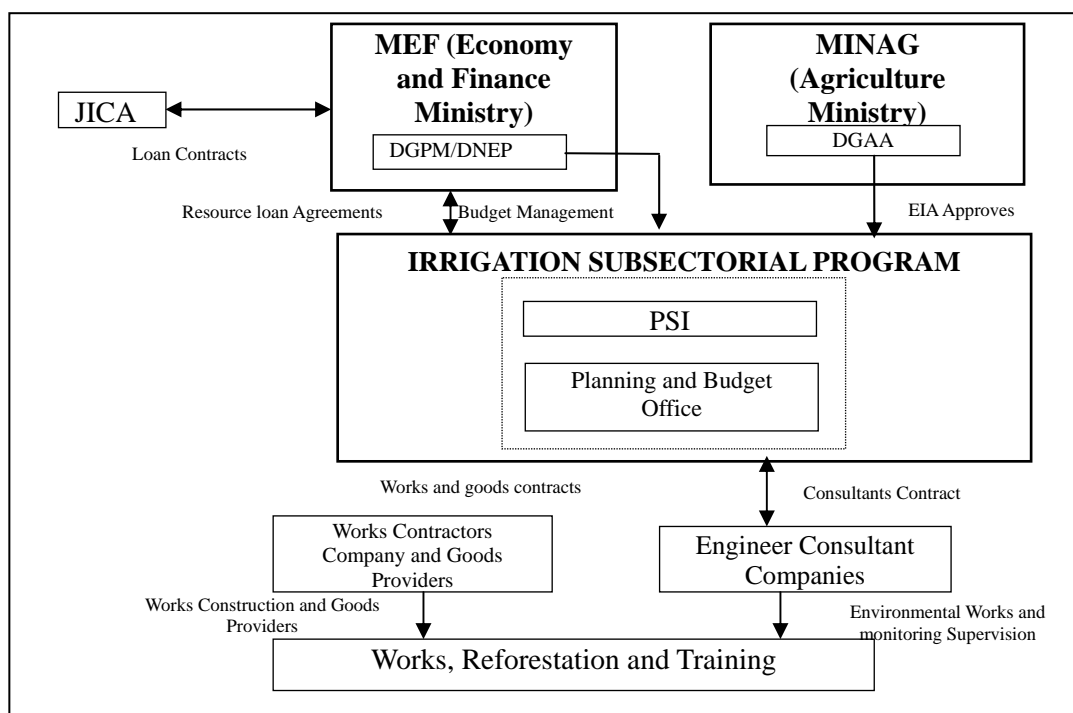 MEF (Economy
and Finance
Ministry)
DGPM/DNEP
MINAG
(Agriculture
Ministry)
DGAA
JICA
Loan Contracts
Resource loan Agreements
Budget Management
EIA Approves
IRRIGATION SUBSECTORIAL PROGRAM
PSI
Planning and Budget
Office
Works and goods contracts
Consultants Contract
Works Contractors
Company and Goods
Providers
Engineer Consultant
Companies
Works Construction and Goods
Providers
Environmental Works and
monitoring Supervision
Works, Reforestation and Training